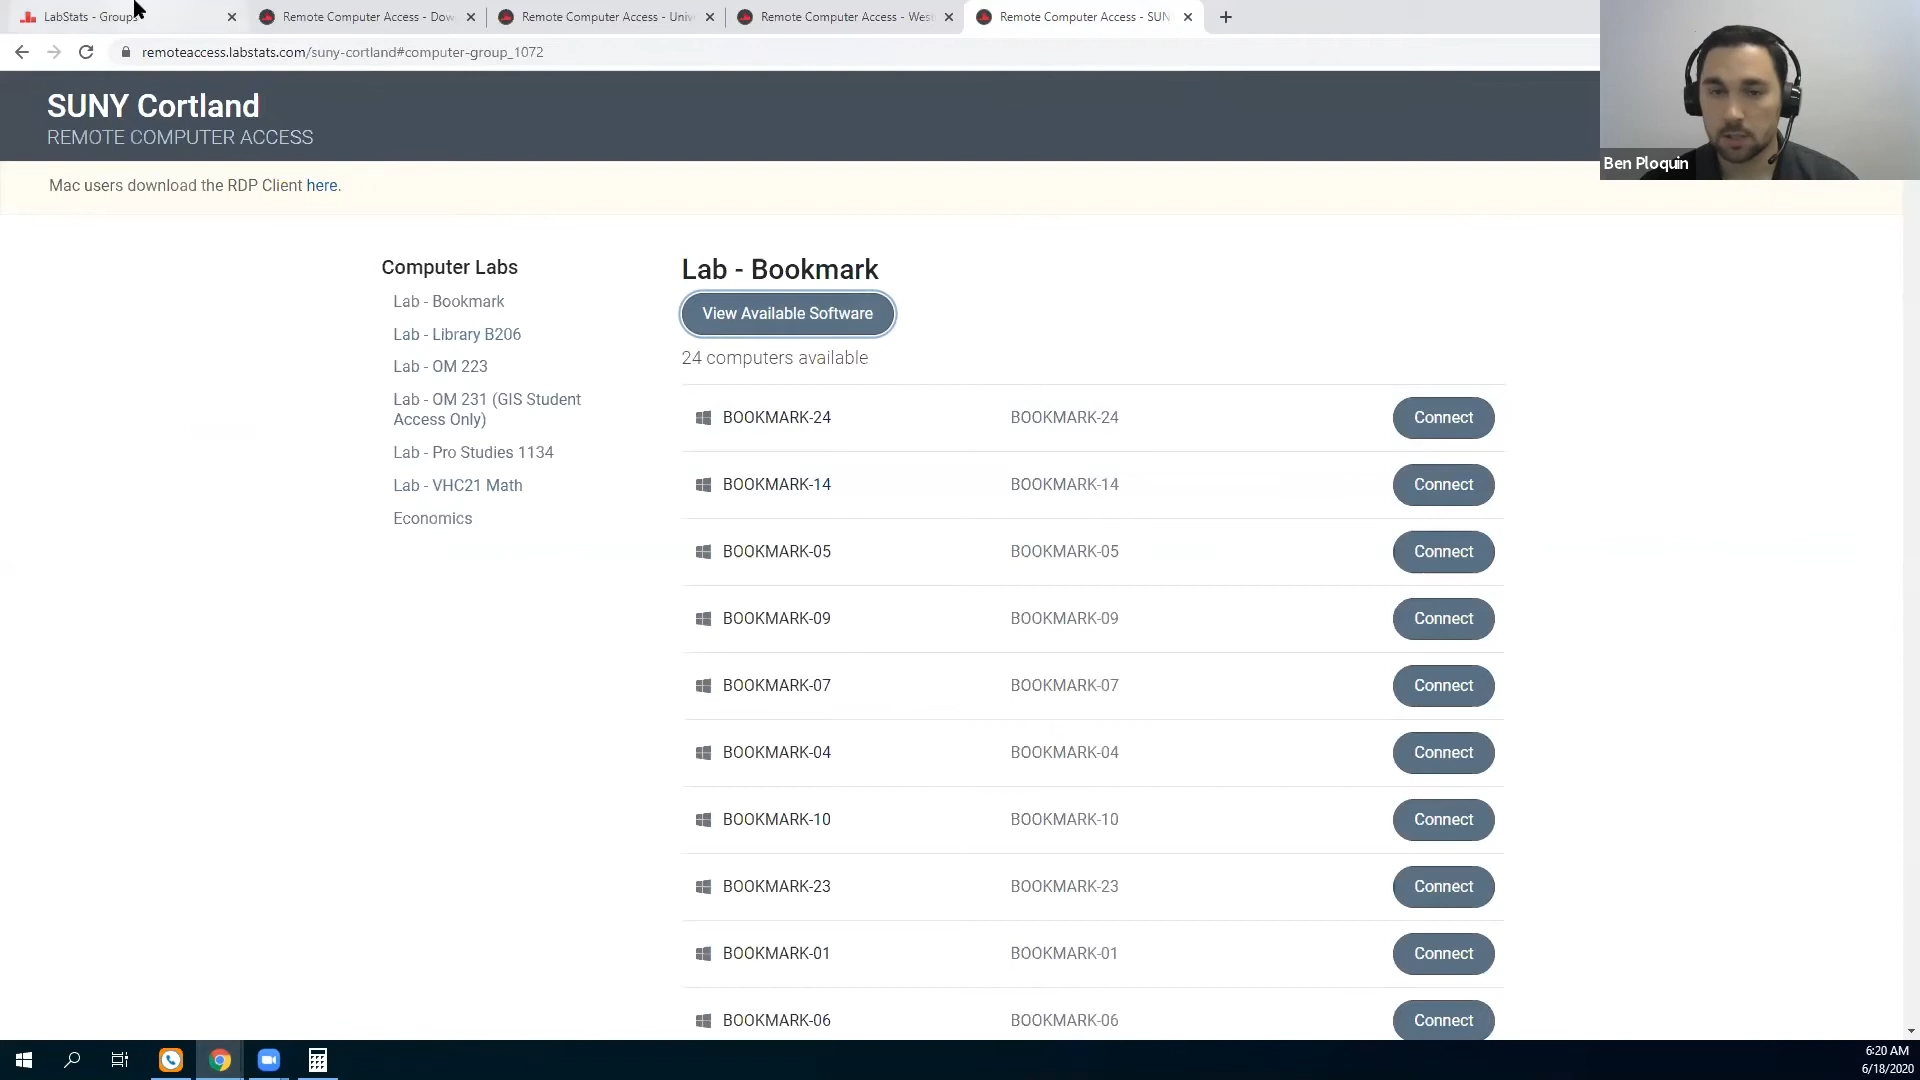 LabStats - Groups
Remote Computer Access - Dow
Remote Computer Access - Univ
Remote Computer Access - West
Remote Computer Access - SUN
remoteaccess.labstats.com/suny-cortland#computer-group_1072
SUNY Cortland
REMOTE COMPUTER ACCESS
Ben Ploquin
Mac users download the RDP Client here.
Computer Labs
Lab - Bookmark
Lab - Library B206
Lab - OM 223
Lab - OM 231 (GIS Student
Access Only)
Lab - Pro Studies 1134
Lab - VHC21 Math
Economics
Lab - Bookmark
View Available Software
24 computers available
BOOKMARK-24 BOOKMARK-24 Connect
BOOKMARK-14 BOOKMARK-14 Connect
BOOKMARK-05 BOOKMARK-05 Connect
BOOKMARK-09 BOOKMARK-09 Connect
BOOKMARK-07 BOOKMARK-07 Connect
BOOKMARK-04 BOOKMARK-04 Connect
BOOKMARK-10 BOOKMARK-10 Connect
BOOKMARK-23 BOOKMARK-23 Connect
BOOKMARK-01 BOOKMARK-01 Connect
BOOKMARK-06 BOOKMARK-06 Connect
6:20 AM
6/18/2020